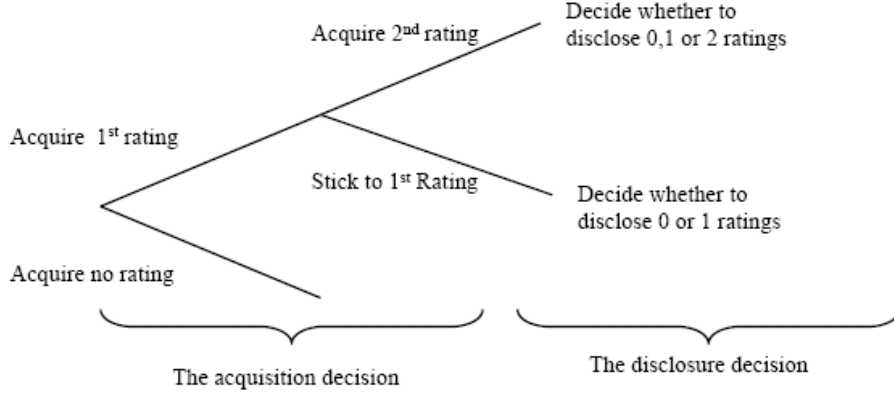 Acquire 2nd rating
Decide whether to
disclose 0,1 or 2 ratings
Acquire 1st rating
Stick to 1st Rating
Decide whether to
disclose 0 or 1 ratings
Acquire no rating
The acquisition decision
The disclosure decision